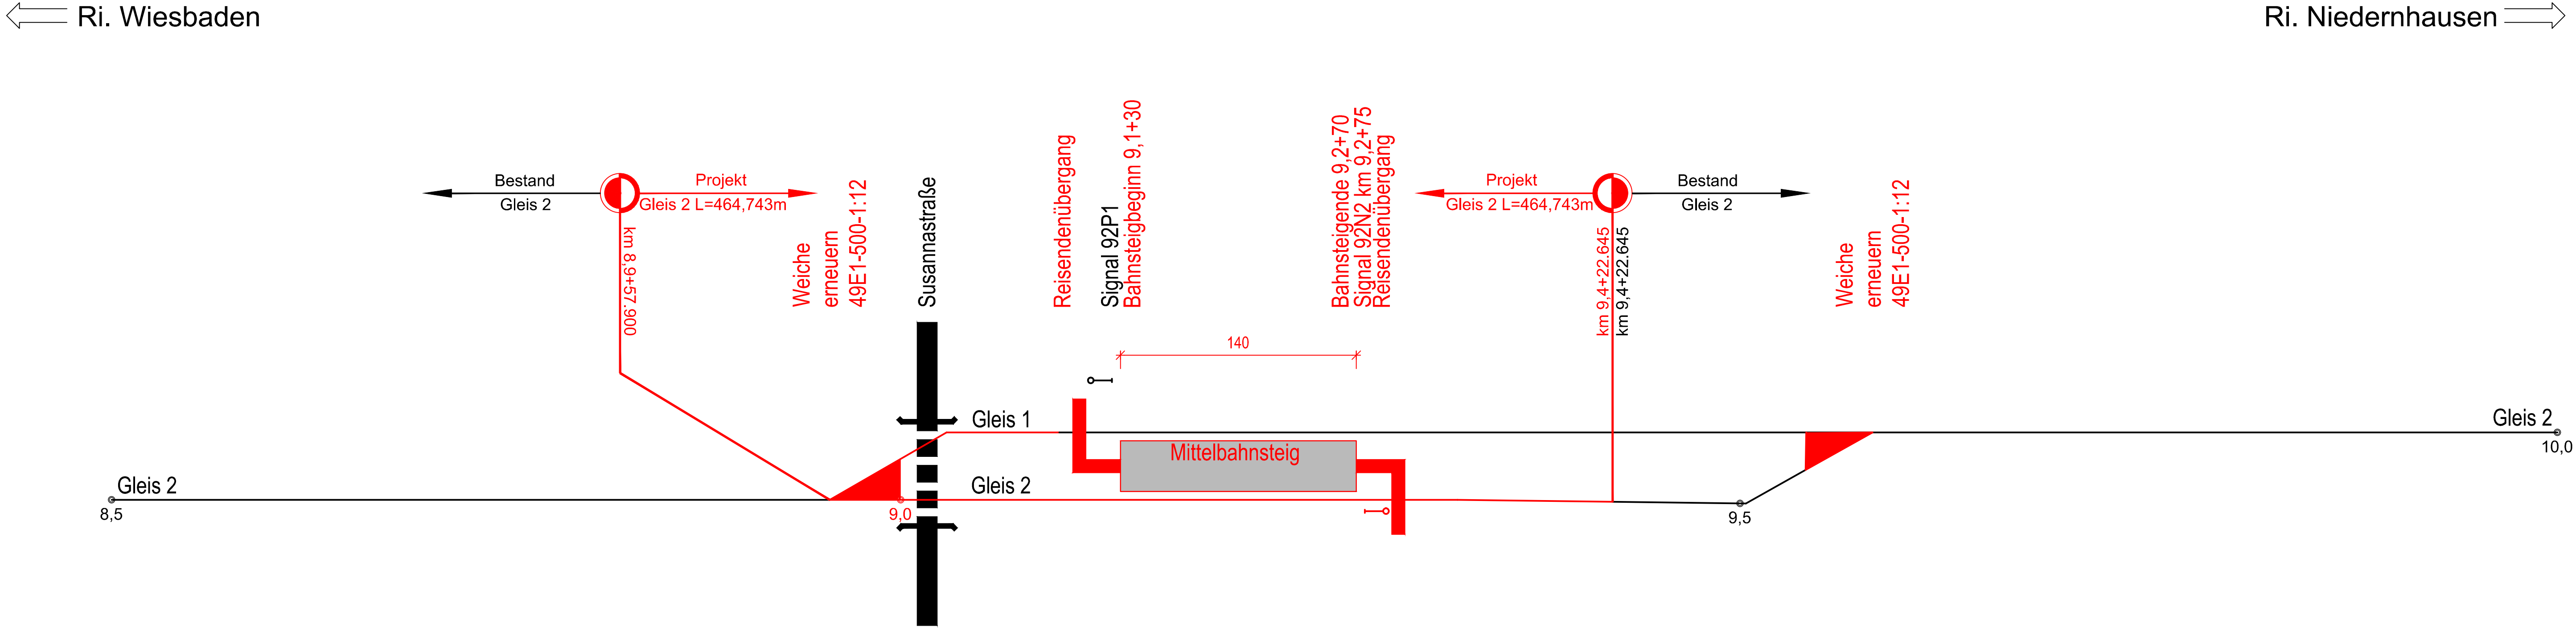 Ri. Wiesbaden
Ri. Niedernhausen
Bestand
Gleis 2
Projekt
Gleis 2 L=464,743m
km 8,9+57.900
Weiche
erneuern
49E1-500-1:12
Susannastraße
Reisendenübergang
Signal 92P1
Bahnsteigbeginn 9,1+30
Bahnsteigende 9,2+70
Signal 92N2 km 9,2+75
Reisendenübergang
Projekt
Gleis 2 L=464,743m
Bestand
Gleis 2
km 9,4+22.645
km 9,4+22.645
Weiche
erneuern
49E1-500-1:12
140
Gleis 1
Gleis 2
10,0
Mittelbahnsteig
Gleis 2
8,5
9,0
Gleis 2
9,5